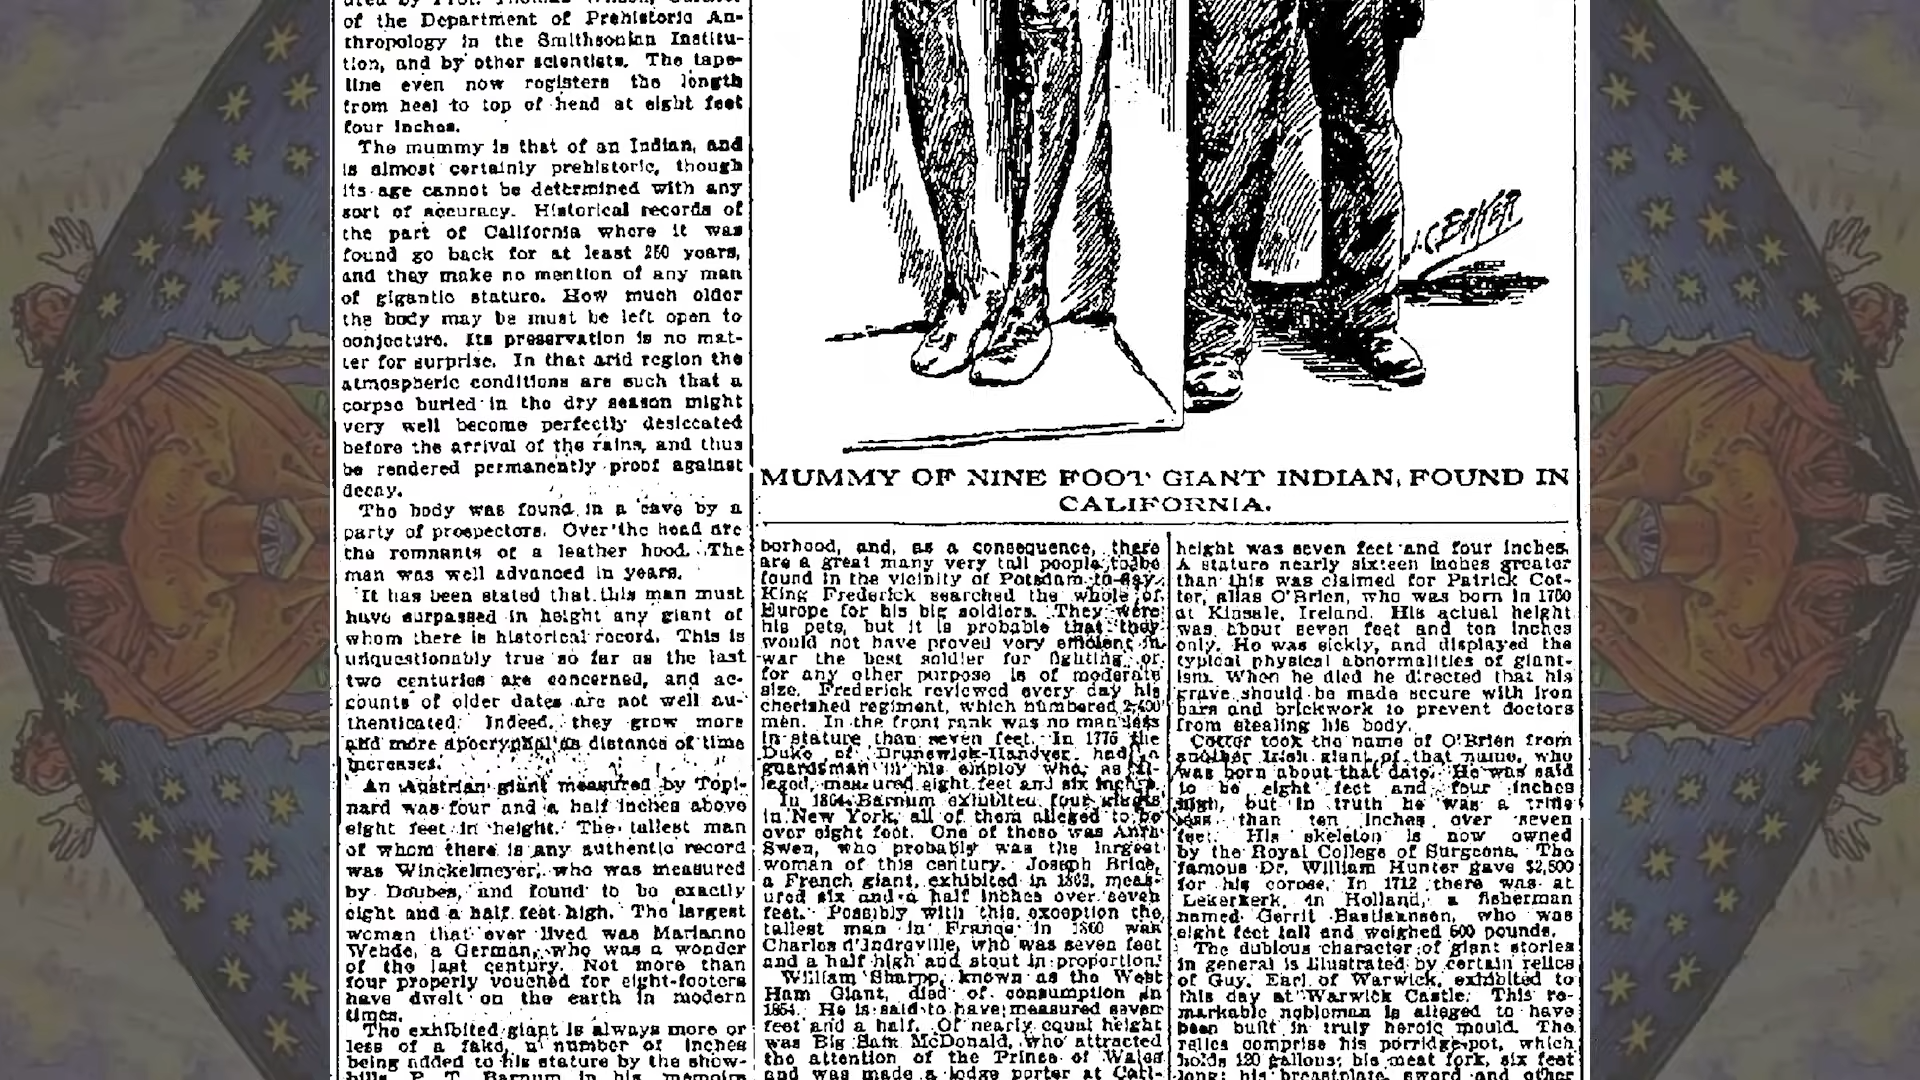 of the Department of Prehistoric An-
thropology in the Smithsonian Institu-
tion, and by other scientists. The tape-
line even now registers the length
from heel to top of head at eight feet
four inches.
The mummy is that of an Indian, and
is almost certainly prehistoric, though
its age cannot be determined with any
sort of accuracy. Historical records of
the part of California where it was
found go back for at least 250 years,
and they make no mention of any man
of gigantic stature. How much older
the body may be must be left open to
conjecture. Its preservation is no mat-
ter for surprise. In that arid region the
atmospheric conditions are such that a
corpse buried in the dry season might
very well become perfectly desiccated
before the arrival of the rains, and thus
be rendered permanently proof against
decay.
The body was found in a cave by a
party of prospectors. Over the head are
the remnants of a leather hood. The
man was well advanced in years.
It has been stated that this man must
have surpassed in height any giant of
whom there is historical record. This is
unquestionably true so far as the last
two centuries are concerned, and ac-
counts of older dates are not well au-
thenticated. Indeed, they grow more
and more apocryphal as distance of time
increases.
An Austrian giant measured by Topi-
nard was four and a half inches above
eight feet in height. The tallest man
of whom there is any authentic record
was Winckelmeyer, who was measured
by Doubes, and found to be exactly
eight and a half feet high. The largest
woman that ever lived was Marianne
Wehde, a German, who was a wonder
of the last century. Not more than
four properly vouched for eight-footers
have dwelt on the earth in modern
times.
The exhibited giant is always more or
less of a fake, a number of inches
being added to his stature by the show-
bills. P. T. Barnum in his memoirs
MUMMY OF NINE FOOT GIANT INDIAN, FOUND IN
CALIFORNIA.
borhood, and, as a consequence, there
are a great many very tall people to be
found in the vicinity of Potsdam to-day.
King Frederick searched the whole of
Europe for his big soldiers. They were
his pets, but it is probable that they
would not have proved very efficient in
war the best soldier for fighting or
for any other purpose is of moderate
size. Frederick reviewed every day his
cherished regiment, which numbered 2,400
men. In the front rank was no man less
in stature than seven feet. In 1776 the
Duke of Brunswick-Hanover had a
guardsman in his employ who, as al-
leged, measured eight feet and six inches.
In 1864 Barnum exhibited four giants
in New York, all of them alleged to be
over eight feet. One of these was Anna
Swen, who probably was the largest
woman of this century. Joseph Brice,
a French giant, exhibited in 1862, meas-
ured six and a half inches over seven
feet. Possibly with this exception the
tallest man in France in 1860 was
Charles d'Indreville, who was seven feet
and a half high and stout in proportion.
William Sharpp, known as the West
Ham Giant, died of consumption in
1864. He is said to have measured seven
feet and a half. Of nearly equal height
was Big Sam McDonald, who attracted
the attention of the Prince of Wales
and was made a lodge porter at Carl-
height was seven feet and four inches.
A stature nearly sixteen inches greater
than this was claimed for Patrick Cot-
ter, alias O'Brien, who was born in 1760
at Kinsale, Ireland. His actual height
was about seven feet and ten inches
only. He was sickly, and displayed the
typical physical abnormalities of giant-
ism. When he died he directed that his
grave should be made secure with iron
bars and brickwork to prevent doctors
from stealing his body.
Cotter took the name of O'Brien from
another Irish giant of that name, who
was born about that date. He was said
to be eight feet and four inches
high, but in truth he was a trifle
less than ten inches over seven
feet. His skeleton is now owned
by the Royal College of Surgeons. The
famous Dr. William Hunter gave $2,500
for his corpse. In 1712 there was at
Lekerkerk, in Holland, a fisherman
named Gerrit Bastiaansen, who was
eight feet tall and weighed 500 pounds.
The dubious character of giant stories
in general is illustrated by certain relics
of Guy, Earl of Warwick, exhibited to
this day at Warwick Castle. This re-
markable nobleman is alleged to have
been built in truly heroic mould. The
relics comprise his porridge-pot, which
holds 120 gallons; his meat fork, six feet
long; his breastplate, sword and other